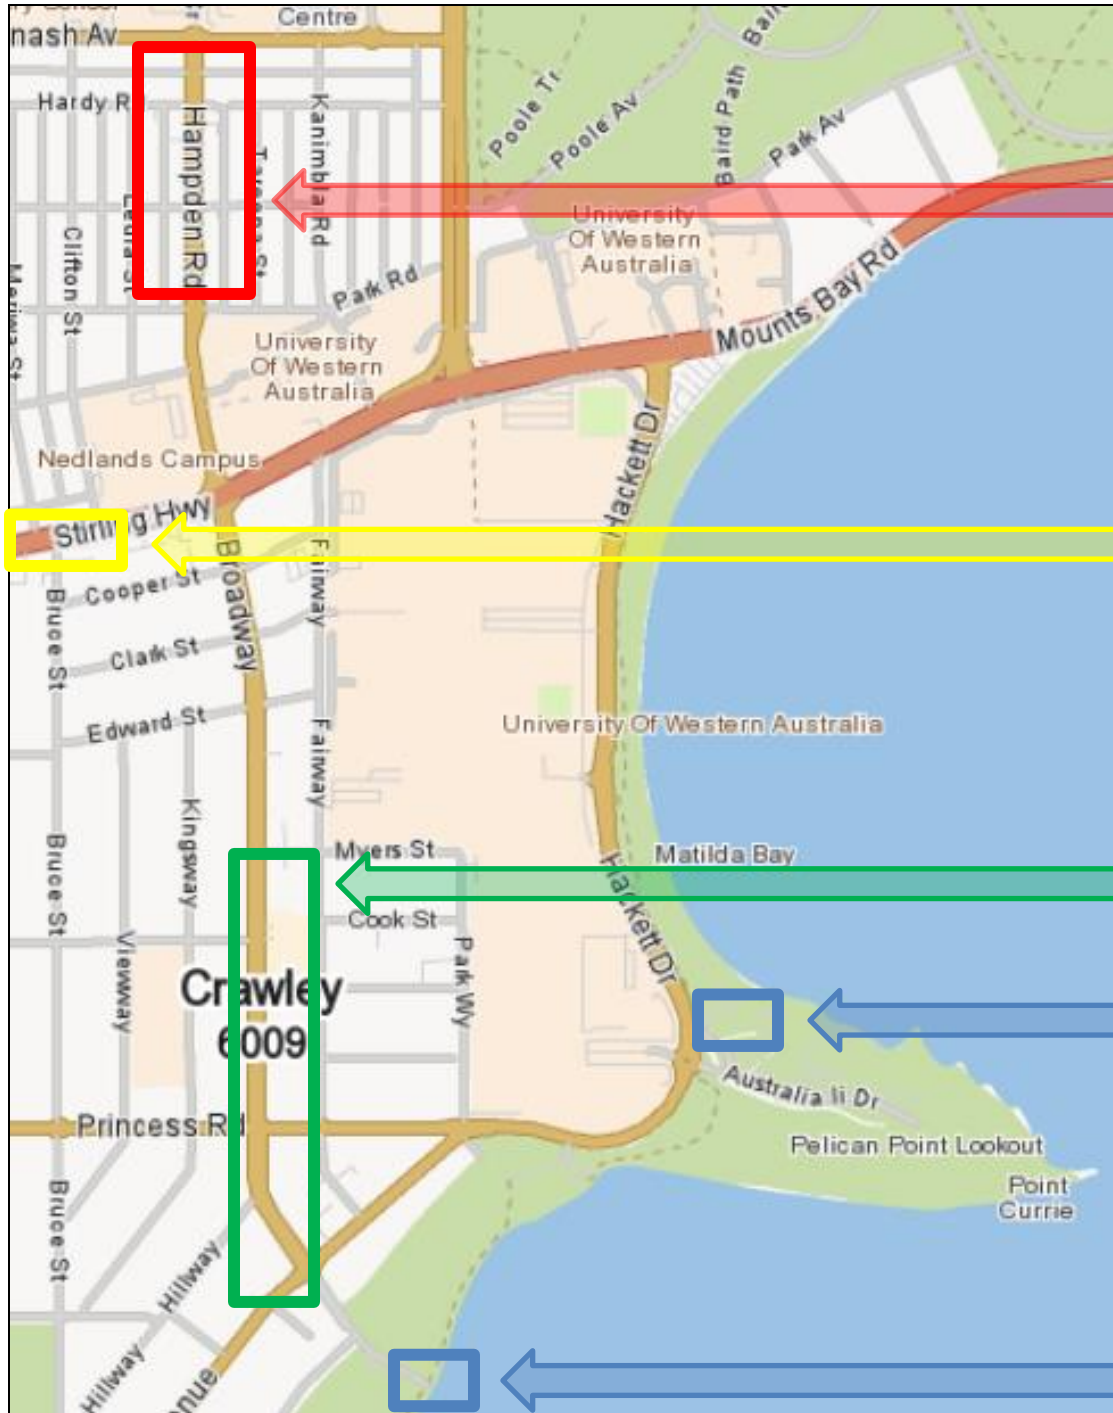 Centre
nash Av
Hardy R
Hampden Rd
Kanimbla Rd
Clifton St
Park Rd
Poole Tr
Poole Av
Baird Path
Park Av
University
Of Western
Australia
Mounts Bay Rd
University
Of Western
Australia
Nedlands Campus
Stirling Hwy
Hackett Dr
Broadway
Cooper St
Fairway
Bruce St
Clark St
Edward St
University Of Western Australia
Fairway
Kingsway
Bruce St
Myers St
Matilda Bay
Hackett Dr
Cook St
Viewway
Park Wy
Crawley
6009
Australia Ii Dr
Princess Rd
Pelican Point Lookout
Point
Currie
Bruce St
Hillway
Hillway
nue